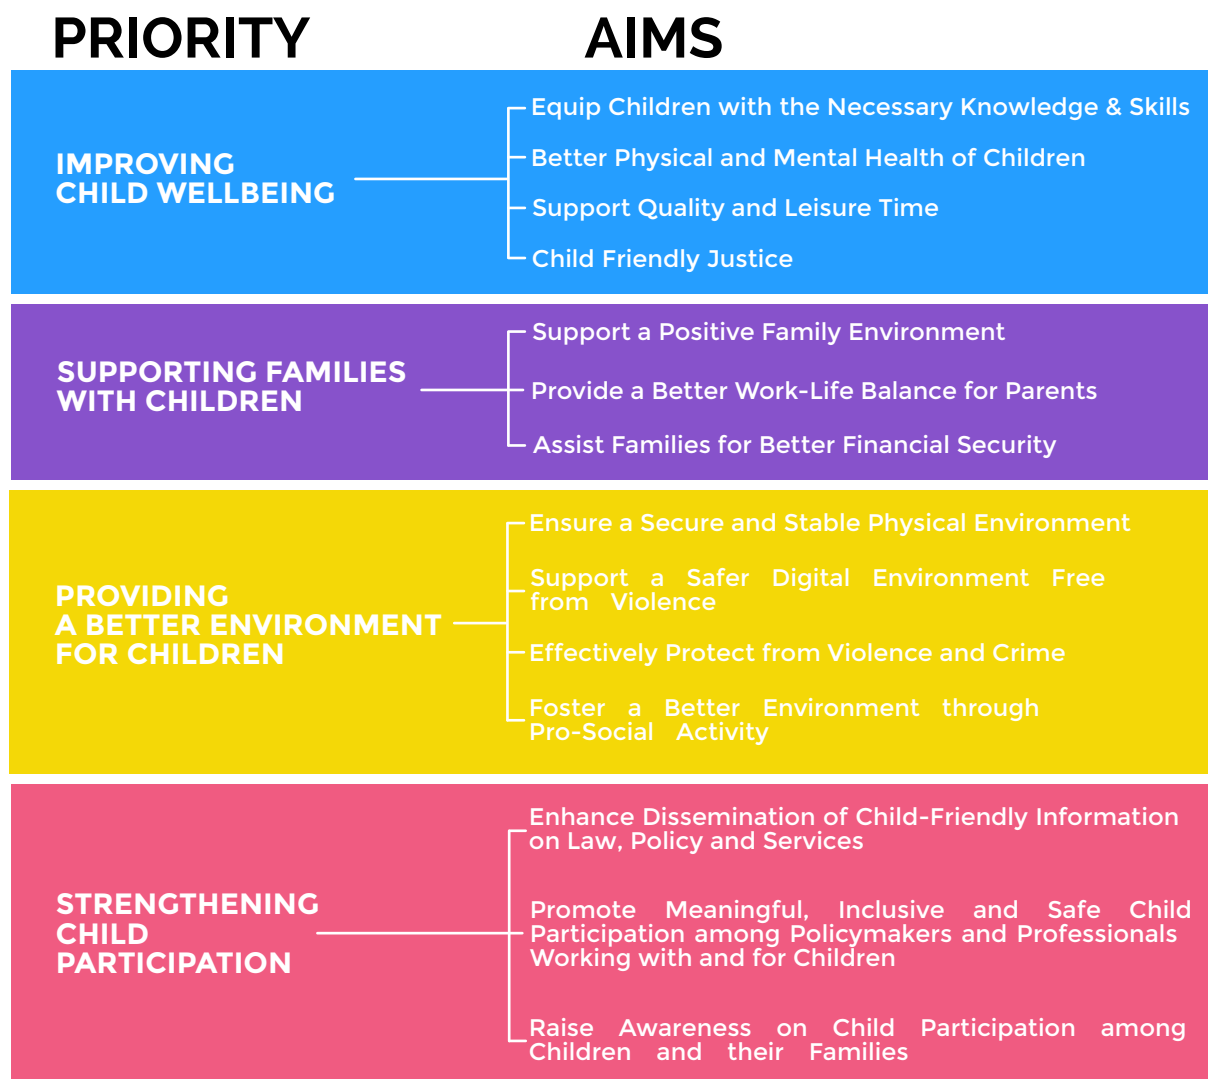 PRIORITY AIMS
IMPROVING
CHILD WELLBEING
Equip Children with the Necessary Knowledge & Skills
Better Physical and Mental Health of Children
Support Quality and Leisure Time
Child Friendly Justice
SUPPORTING FAMILIES
WITH CHILDREN
Support a Positive Family Environment
Provide a Better Work-Life Balance for Parents
Assist Families for Better Financial Security
PROVIDING
A BETTER ENVIRONMENT
FOR CHILDREN
Ensure a Secure and Stable Physical Environment
Support a Safer Digital Environment Free
from Violence
Effectively Protect from Violence and Crime
Foster a Better Environment through
Pro-Social Activity
STRENGTHENING
CHILD
PARTICIPATION
Enhance Dissemination of Child-Friendly Information
on Law, Policy and Services
Promote Meaningful, Inclusive and Safe Child
Participation among Policymakers and Professionals
Working with and for Children
Raise Awareness on Child Participation among
Children and their Families